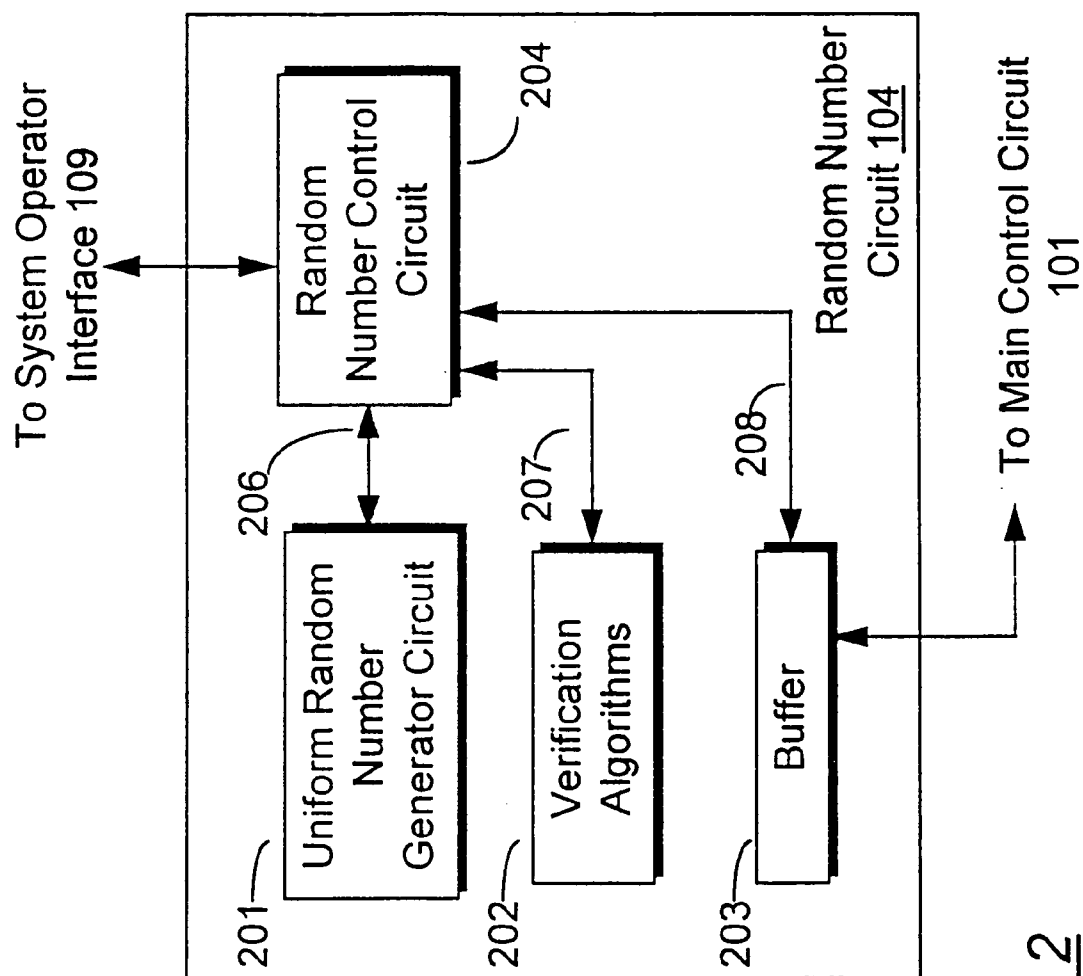 To System Operator
Interface 109
201
Uniform Random
Number
Generator Circuit
206
Random
Number Control
Circuit
204
202
Verification
Algorithms
207
203
Buffer
208
Random Number
Circuit 104
To Main Control Circuit
101
2